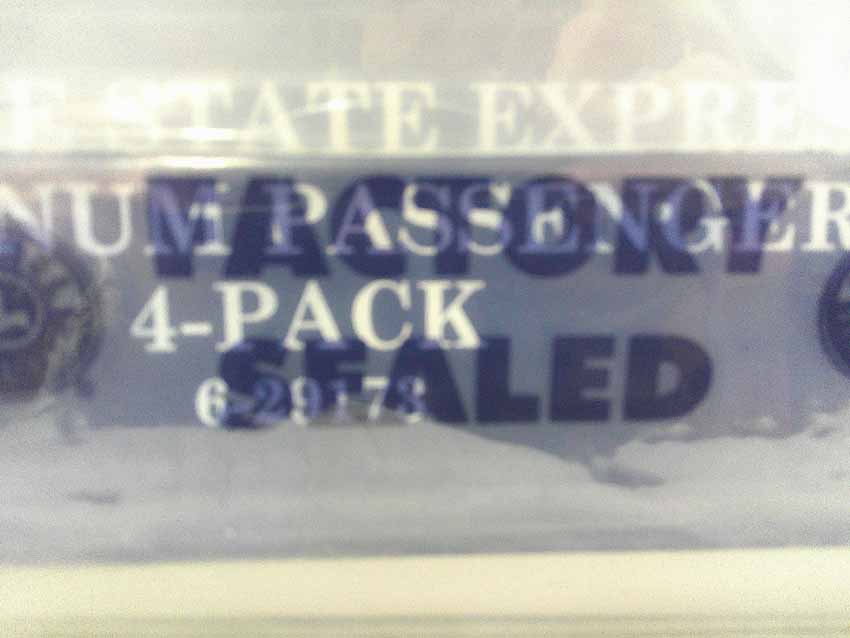 E STATE EXPRE
NUM PASSENGER
FACTORY
4-PACK
SEALED
6-29173